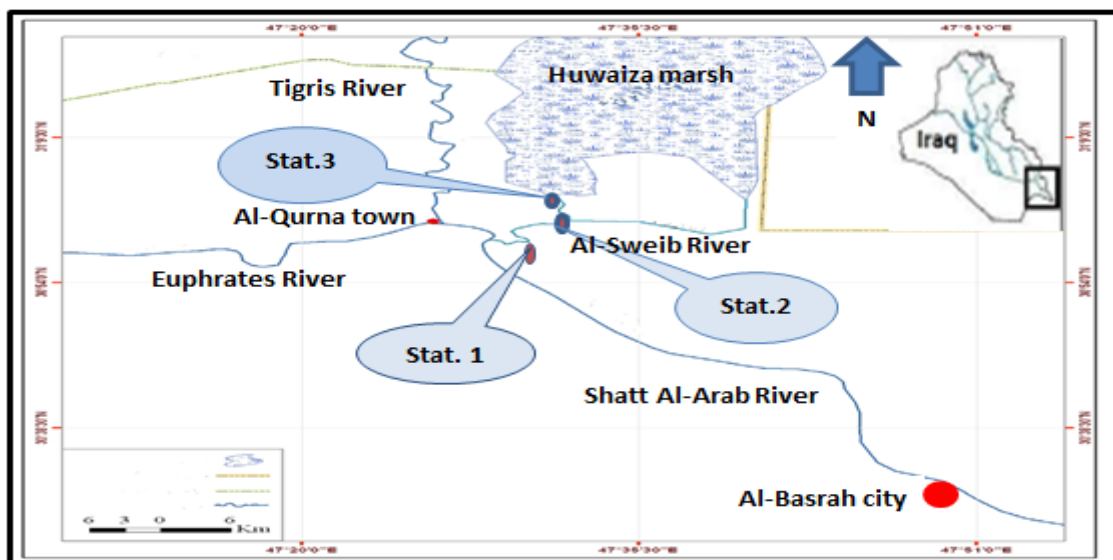 47°20'0"E
47°35'30"E
47°51'0"E
Huwaiza marsh
Tigris River
N
Iraq
Stat.3
Al-Qurna town
Al-Sweib River
Euphrates River
Stat.2
Stat. 1
Shatt Al-Arab River
Al-Basrah city
6 3 0 6
Km
47°20'0"E
47°35'30"E
47°51'0"E